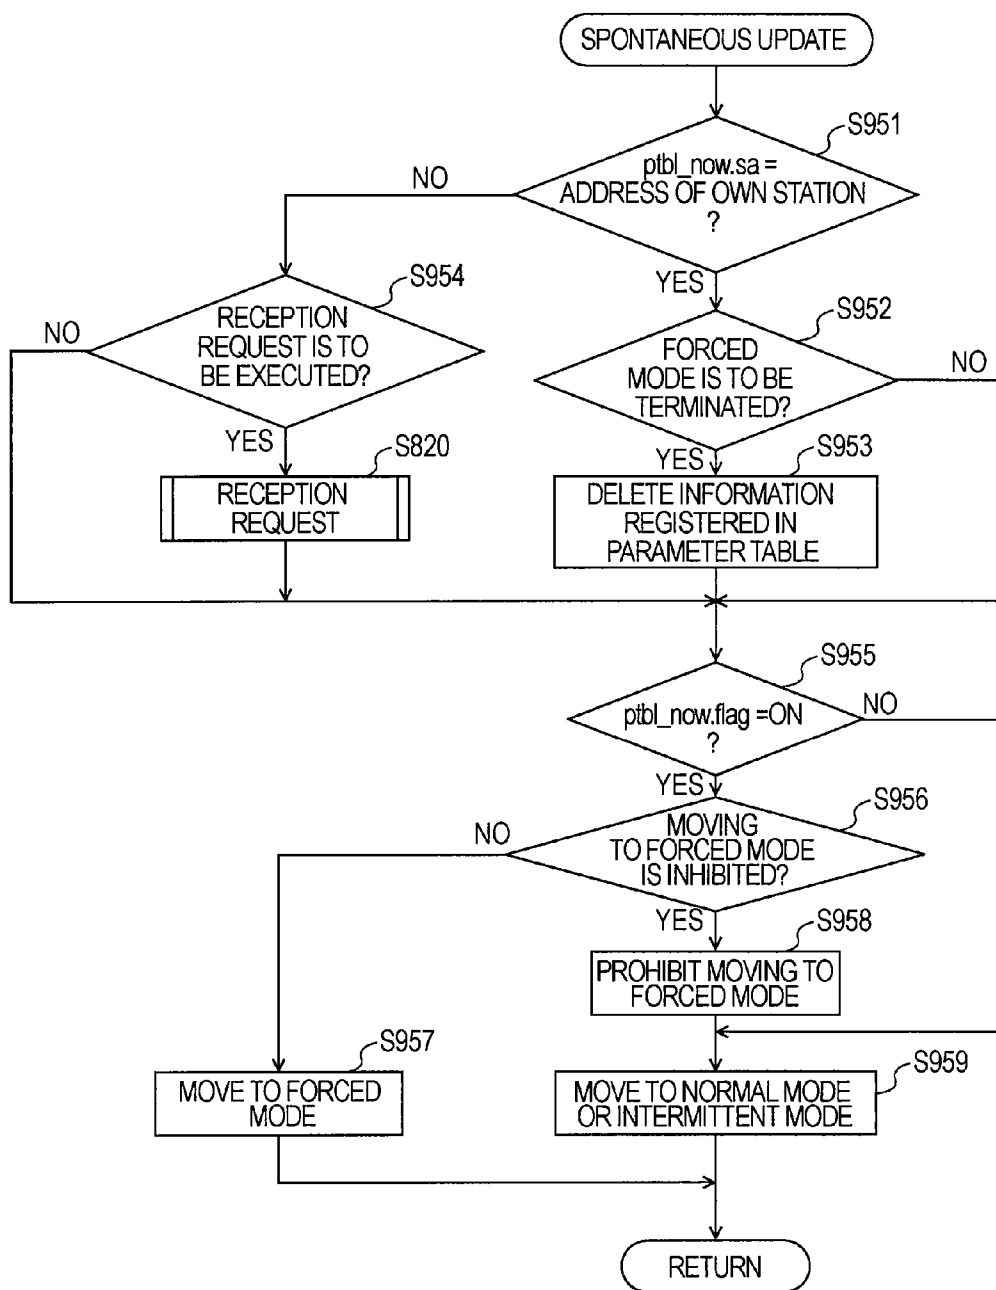 SPONTANEOUS UPDATE
S951
ptbl_now.sa =
ADDRESS OF OWN STATION
?
NO
YES
S954
RECEPTION
REQUEST IS TO
BE EXECUTED?
NO
YES
S952
FORCED
MODE IS TO BE
TERMINATED?
NO
YES
S820
RECEPTION
REQUEST
S953
DELETE INFORMATION
REGISTERED IN
PARAMETER TABLE
S955
ptbl_now.flag =ON
?
NO
YES
S956
MOVING
TO FORCED MODE
IS INHIBITED?
NO
YES
S958
PROHIBIT MOVING TO
FORCED MODE
S957
MOVE TO FORCED
MODE
S959
MOVE TO NORMAL MODE
OR INTERMITTENT MODE
RETURN